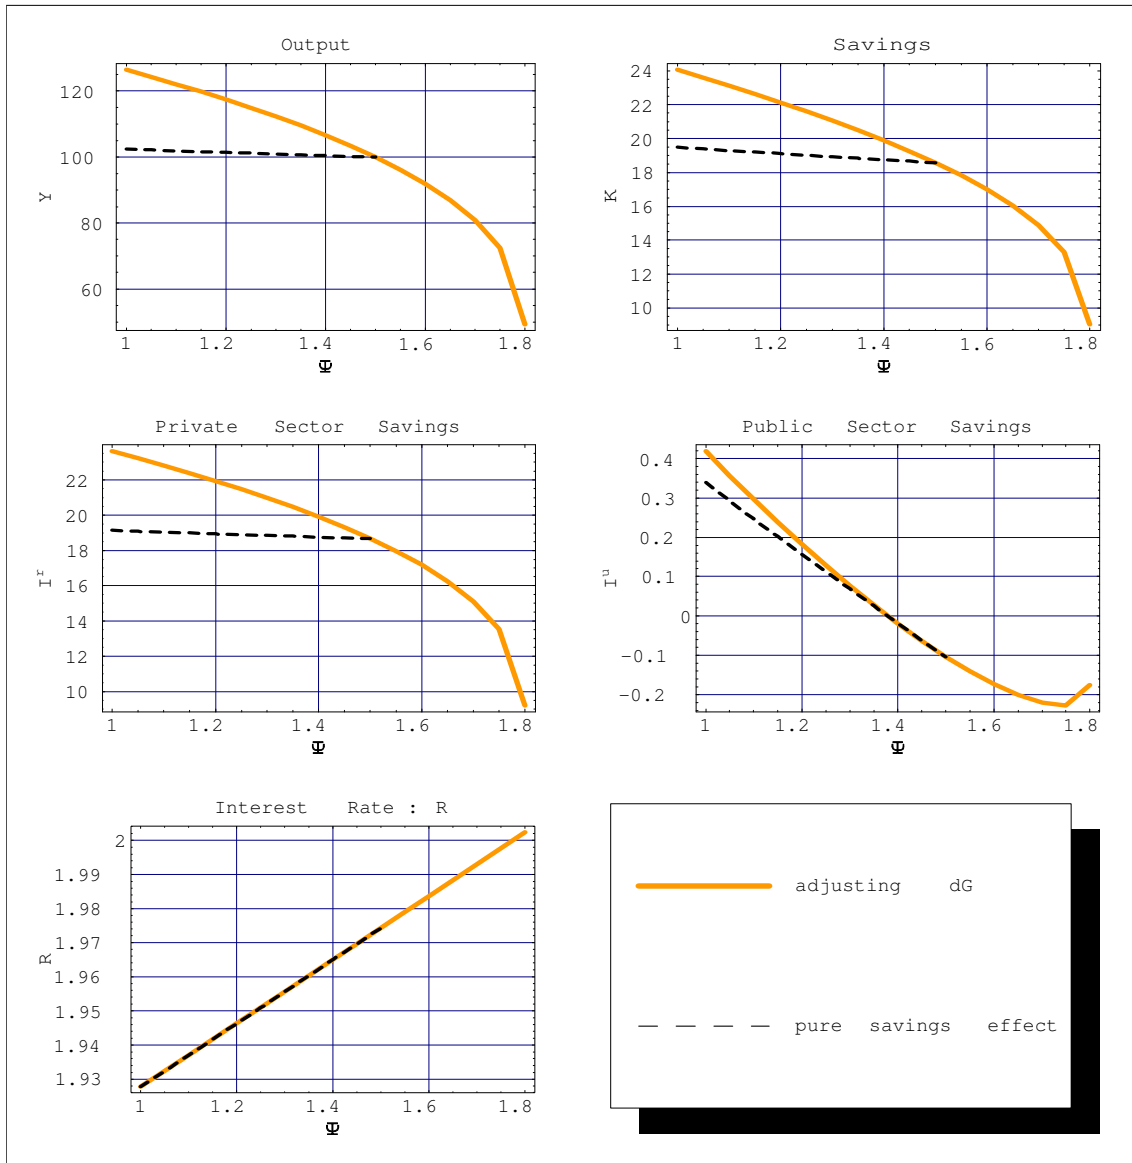 Output
Y
120
100
80
60
1 1.2 1.4 1.6 1.8
Ψ
Savings
K
24
22
20
18
16
14
12
10
1 1.2 1.4 1.6 1.8
Ψ
Private Sector Savings
I^r
22
20
18
16
14
12
10
1 1.2 1.4 1.6 1.8
Ψ
Public Sector Savings
I^u
0.4
0.3
0.2
0.1
0
-0.1
-0.2
1 1.2 1.4 1.6 1.8
Ψ
Interest Rate : R
R
2
1.99
1.98
1.97
1.96
1.95
1.94
1.93
1 1.2 1.4 1.6 1.8
Ψ
adjusting dG
pure savings effect